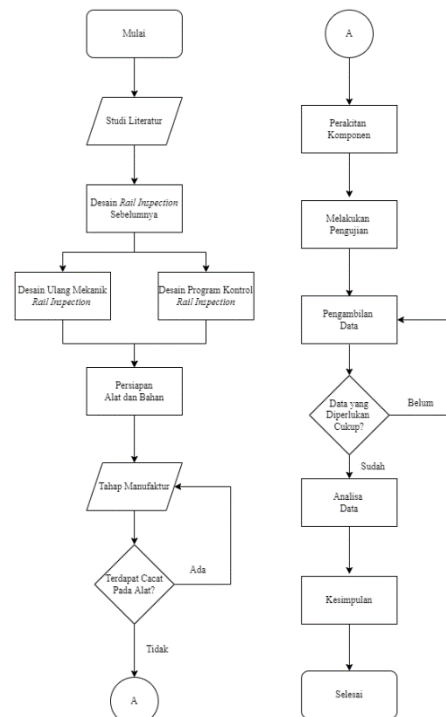 Mulai
Studi Literatur
Desain Rail Inspection
Sebelumnya
Desain Ulang Mekanik
Rail Inspection
Desain Program Kontrol
Rail Inspection
Persiapan
Alat dan Bahan
Tahap Manufaktur
Terdapat Cacat
Pada Alat?
Ada
Tidak
A
A
Perakitan
Komponen
Melakukan
Pengujian
Pengambilan
Data
Data yang
Diperlukan
Cukup?
Belum
Sudah
Analisa
Data
Kesimpulan
Selesai